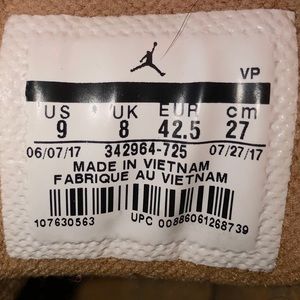 VP
US UK EUR cm
9 8 42.5 27
06/07/17 342964-725 07/27/17
MADE IN VIETNAM
FABRIQUE AU VIETNAM
107630563 UPC 00886061268739